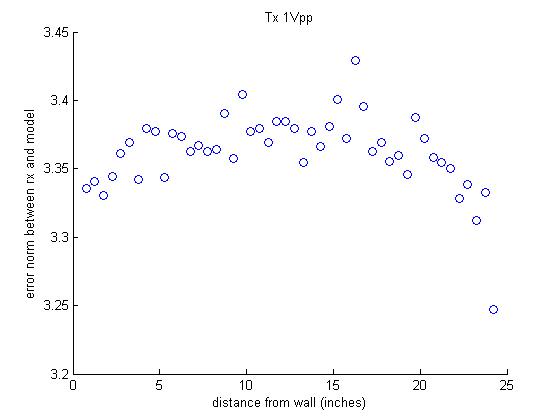 Tx 1Vpp
3.45
3.4
3.35
3.3
3.25
3.2
error norm between rx and model
0 5 10 15 20 25
distance from wall (inches)